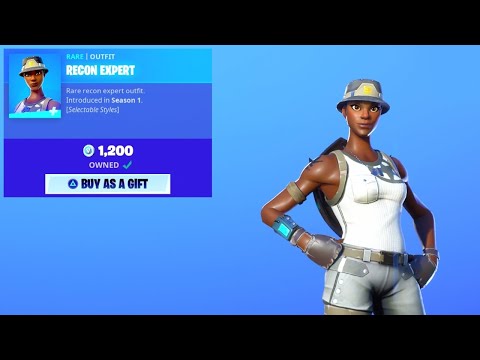 RARE | OUTFIT
RECON EXPERT
Rare recon expert outfit.
Introduced in Season 1.
[Selectable Styles]
1,200
OWNED
BUY AS A GIFT